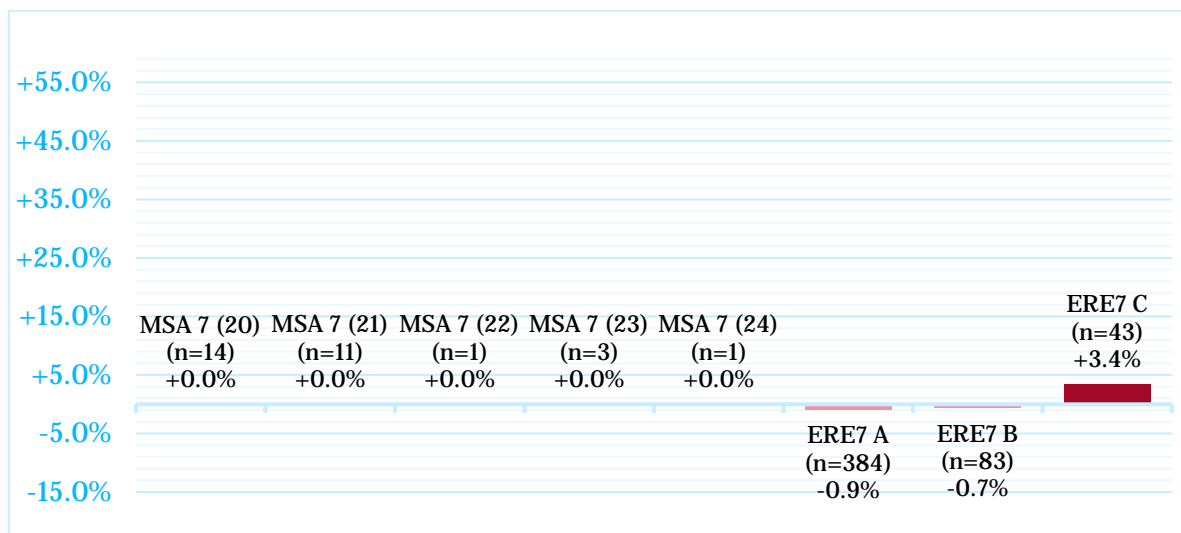 +55.0%
+45.0%
+35.0%
+25.0%
+15.0%
+5.0%
-5.0%
-15.0%
MSA 7 (20)
(n=14)
+0.0%
MSA 7 (21)
(n=11)
+0.0%
MSA 7 (22)
(n=1)
+0.0%
MSA 7 (23)
(n=3)
+0.0%
MSA 7 (24)
(n=1)
+0.0%
ERE7 A
(n=384)
-0.9%
ERE7 B
(n=83)
-0.7%
ERE7 C
(n=43)
+3.4%